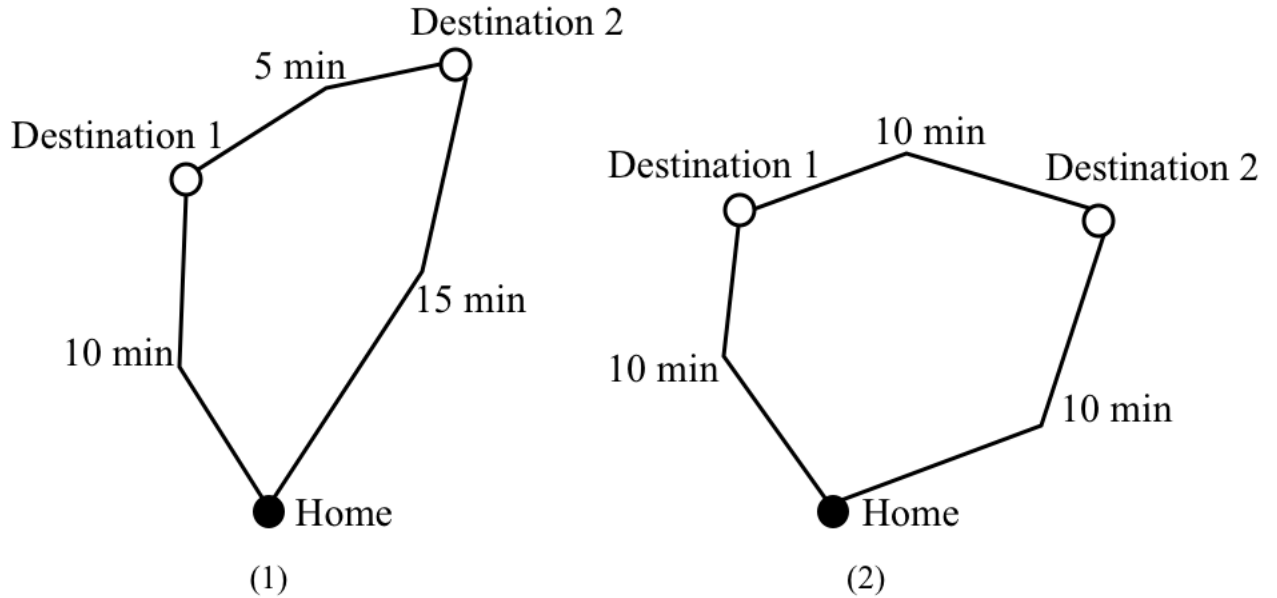 Destination 2
5 min
Destination 1
15 min
10 min
Home
(1)
10 min
Destination 1
Destination 2
10 min
10 min
Home
(2)